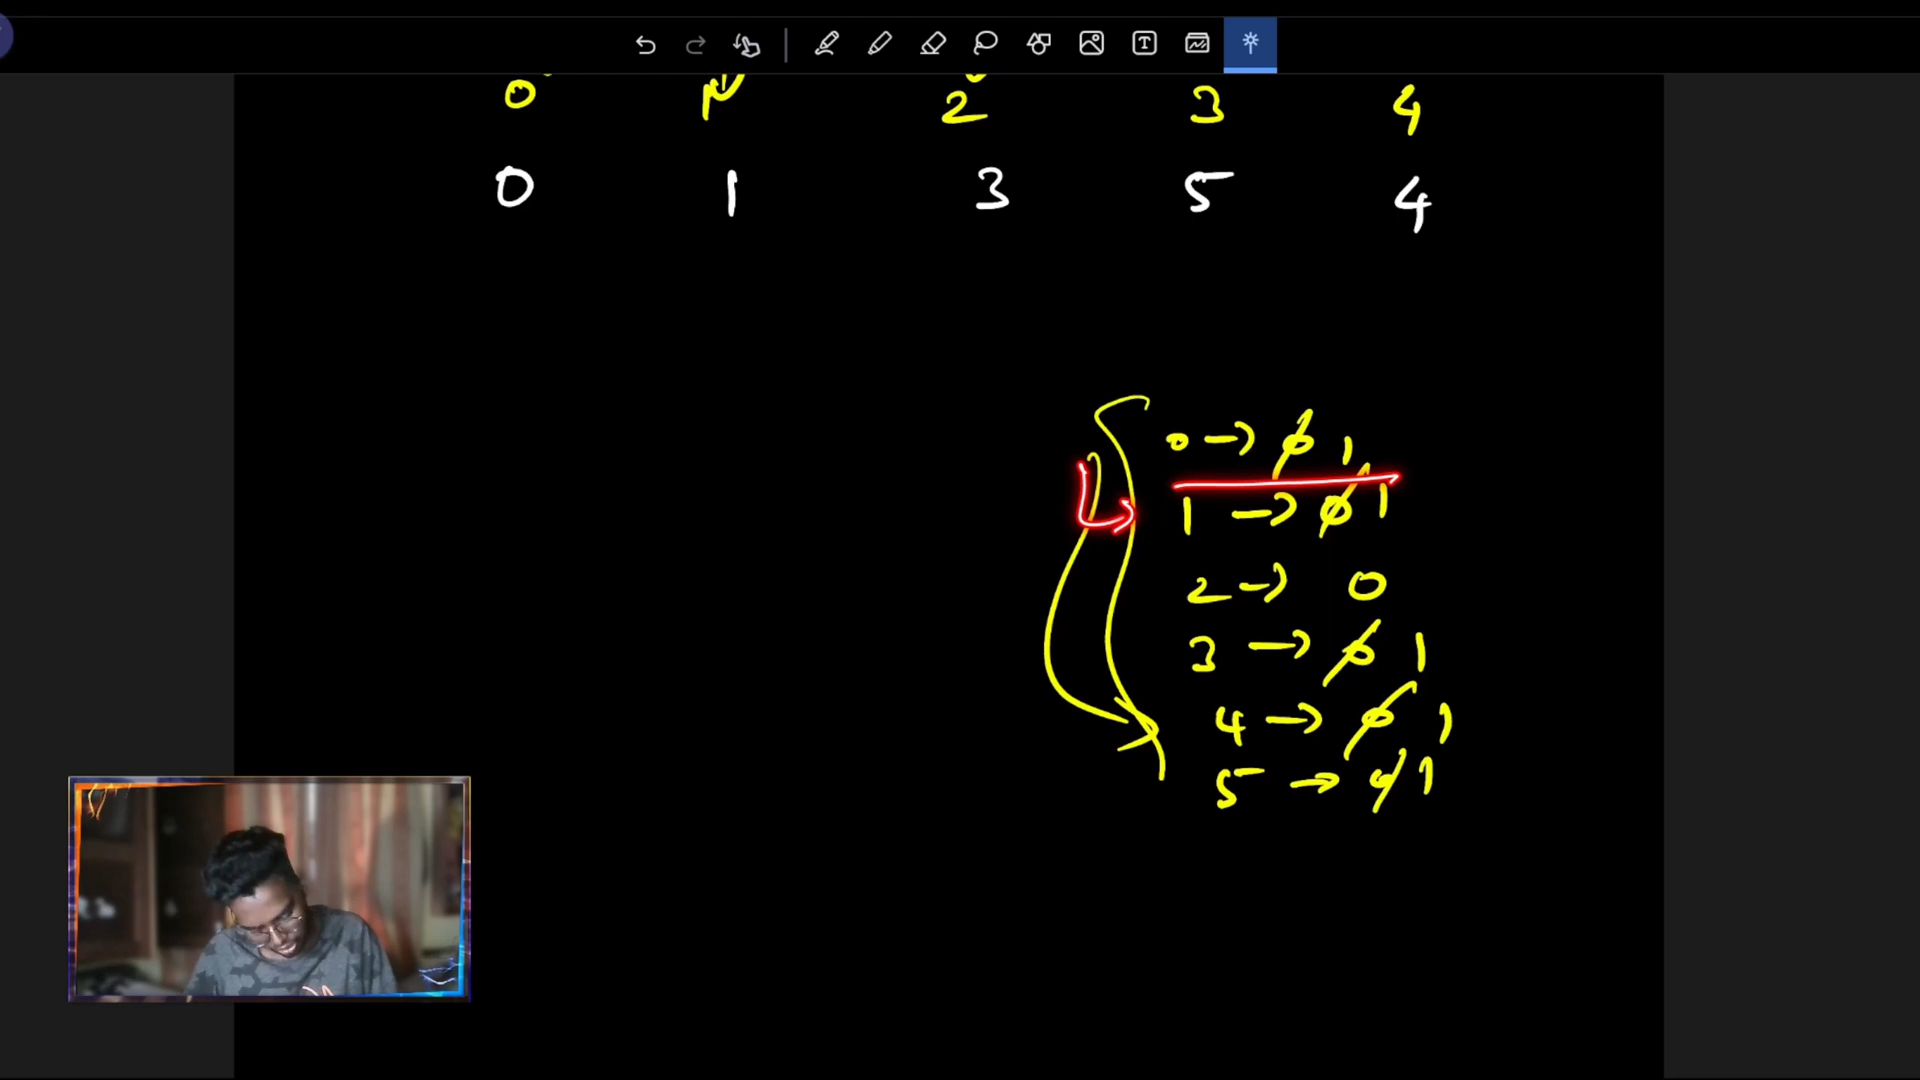 0 1 2 3 4
0 1 3 5 4
0 → 0 1
1 → 0 1
2 → 0
3 → 0 1
4 → 0 1
5 → 0 1